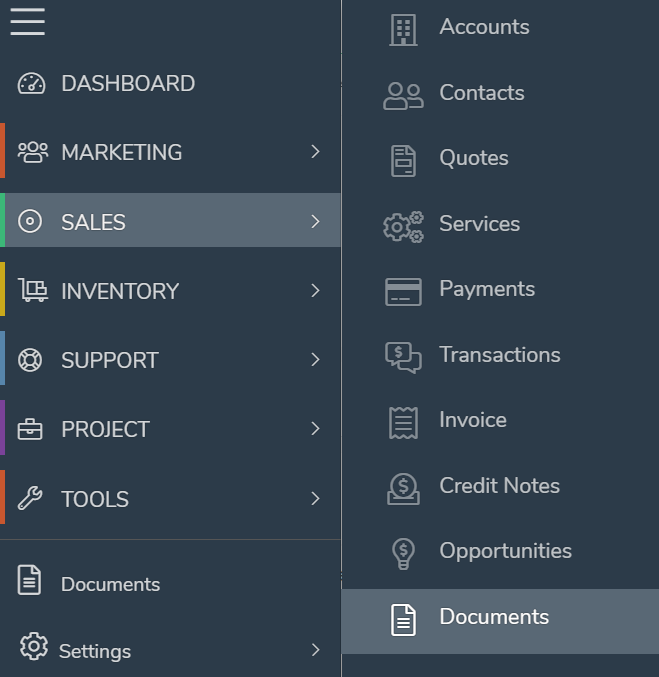 DASHBOARD
MARKETING
SALES
INVENTORY
SUPPORT
PROJECT
TOOLS
Documents
Settings
Accounts
Contacts
Quotes
Services
Payments
Transactions
Invoice
Credit Notes
Opportunities
Documents